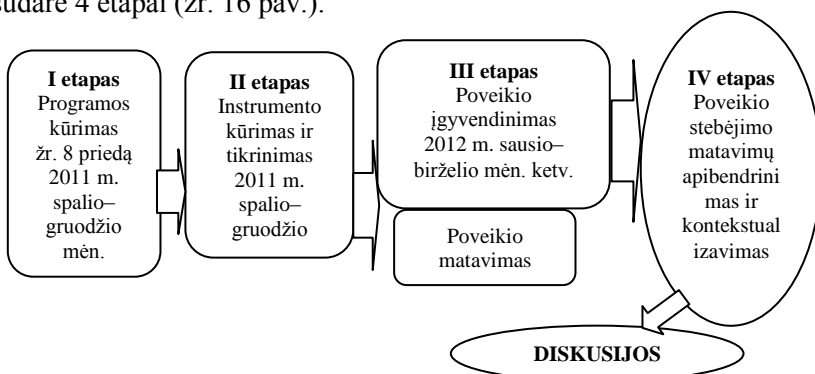 sudarė 4 etapai (žr. 16 pav.).
I etapas
Programos
kūrimas
žr. 8 priedą
2011 m.
spalio–
gruodžio
mėn.
II etapas
Instrumento
kūrimas ir
tikrinimas
2011 m.
spalio–
gruodžio
III etapas
Poveikio
įgyvendinimas
2012 m. sausio–
birželio mėn. ketv.
Poveikio
matavimas
IV etapas
Poveikio
stebėjimo
matavimų
apibendrini
mas ir
kontekstual
izavimas
DISKUSIJOS